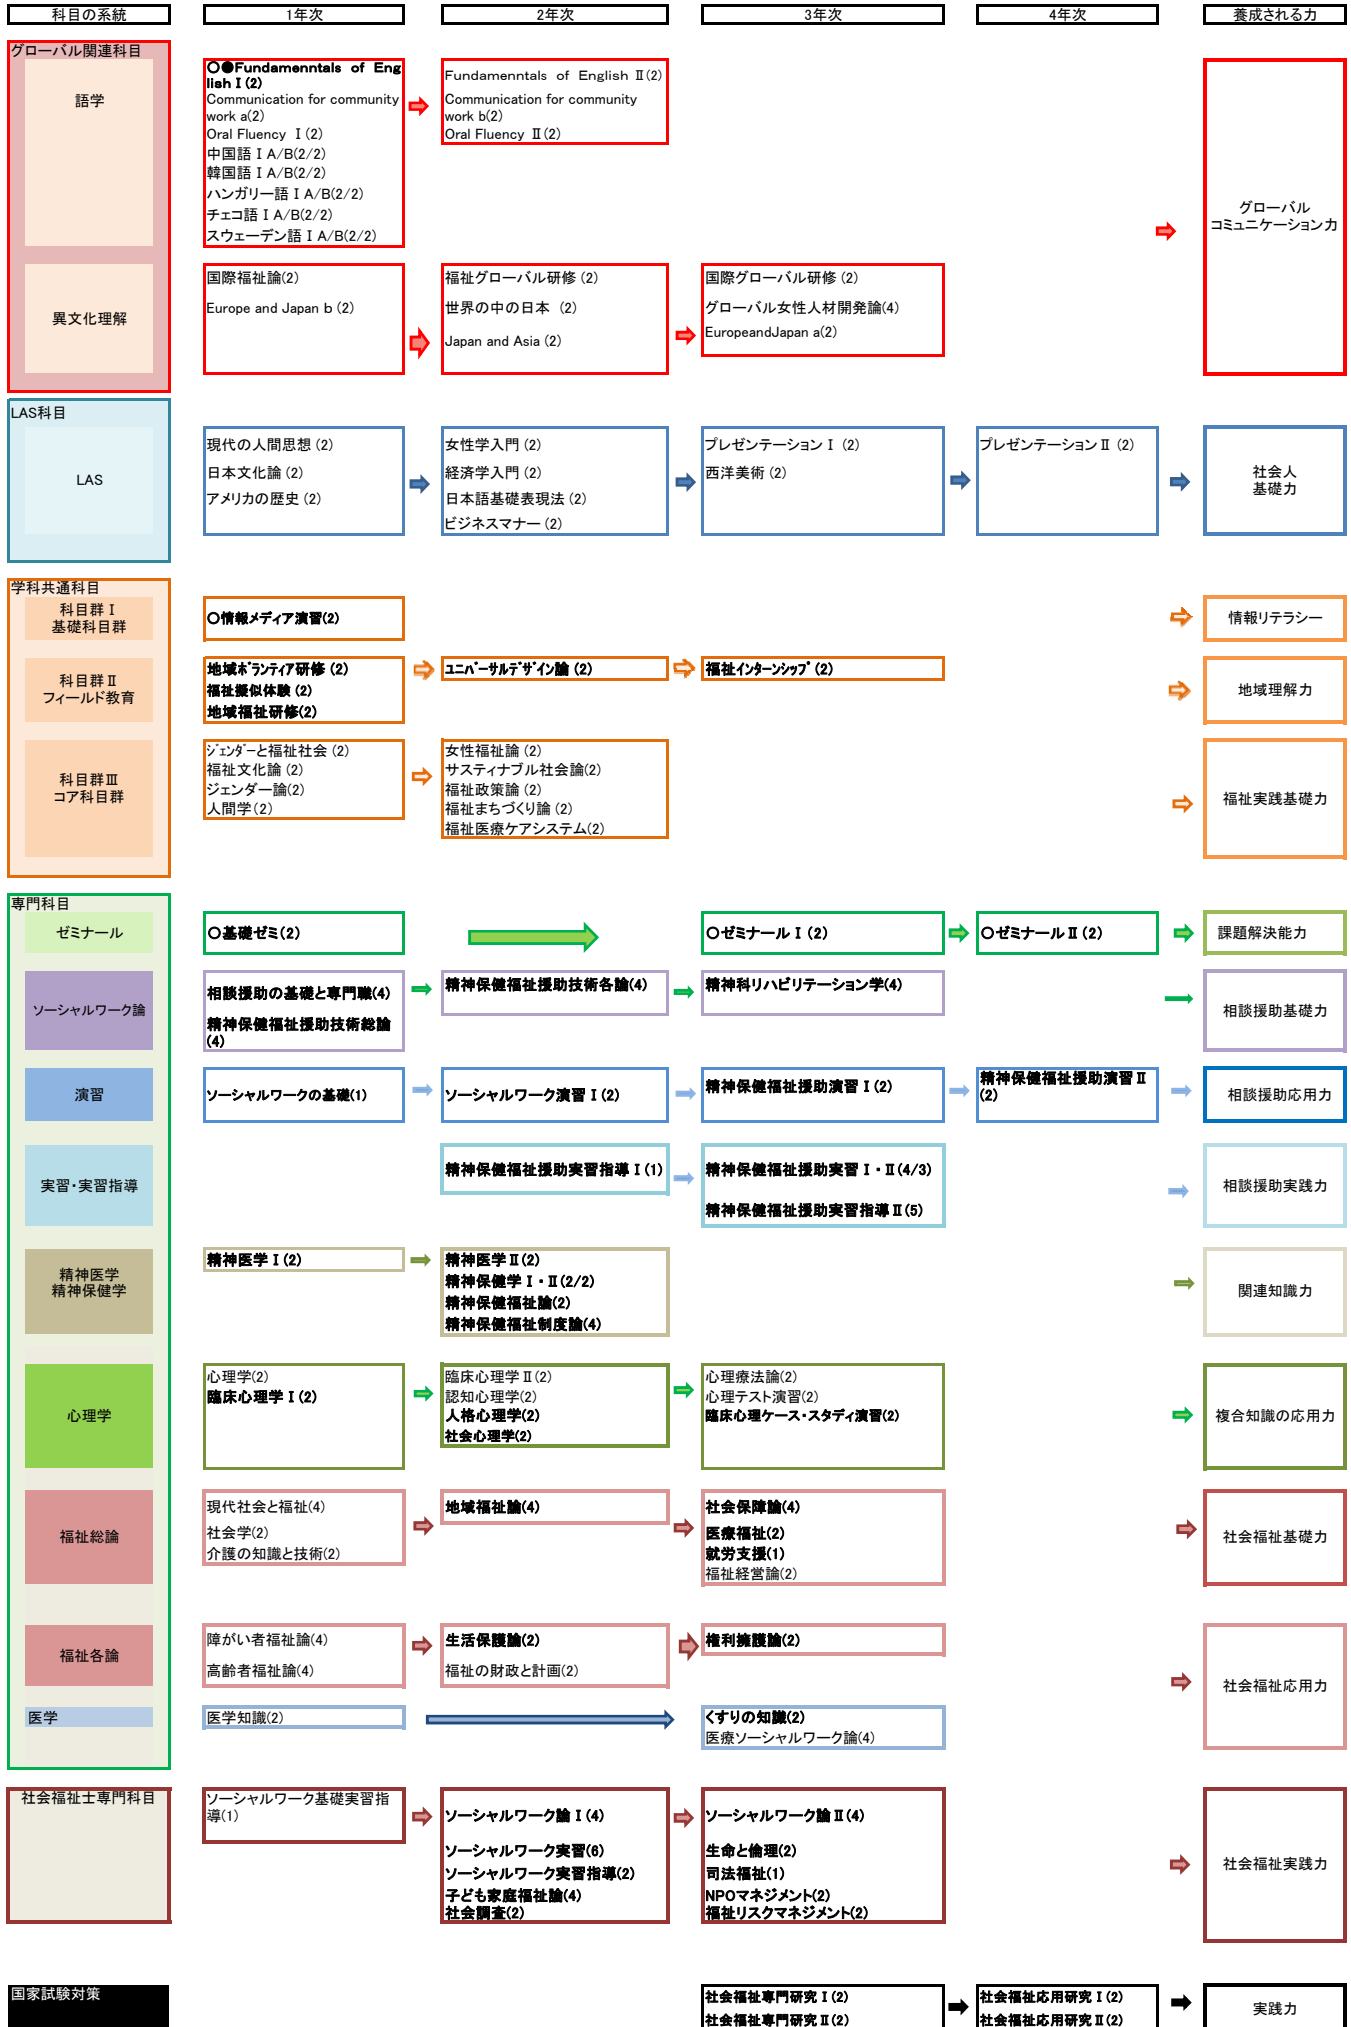 科目の系統
1年次
2年次
3年次
4年次
養成される力
グローバル関連科目
語学
〇●Fundamenntals of Eng
lish Ⅰ(2)
Communication for community
work a(2)
Oral Fluency Ⅰ(2)
中国語ⅠA/B(2/2)
韓国語ⅠA/B(2/2)
ハンガリー語ⅠA/B(2/2)
チェコ語ⅠA/B(2/2)
スウェーデン語ⅠA/B(2/2)
Fundamenntals of English Ⅱ(2)
Communication for community
work b(2)
Oral Fluency Ⅱ(2)
グローバル
コミュニケーション力
異文化理解
国際福祉論(2)
Europe and Japan b (2)
福祉グローバル研修 (2)
世界の中の日本 (2)
Japan and Asia (2)
国際グローバル研修 (2)
グローバル女性人材開発論(4)
EuropeandJapan a(2)
LAS科目
LAS
現代の人間思想 (2)
日本文化論 (2)
アメリカの歴史 (2)
女性学入門 (2)
経済学入門 (2)
日本語基礎表現法 (2)
ビジネスマナー (2)
プレゼンテーションⅠ (2)
西洋美術 (2)
プレゼンテーションⅡ (2)
社会人
基礎力
学科共通科目
科目群Ⅰ
基礎科目群
〇情報メディア演習(2)
情報リテラシー
科目群Ⅱ
フィールド教育
地域ボランティア研修 (2)
福祉擬似体験 (2)
地域福祉研修(2)
ユニバーサルデザイン論 (2)
福祉インターンシップ (2)
地域理解力
科目群Ⅲ
コア科目群
ジェンダーと福祉社会 (2)
福祉文化論 (2)
ジェンダー論(2)
人間学(2)
女性福祉論 (2)
サスティナブル社会論(2)
福祉政策論 (2)
福祉まちづくり論 (2)
福祉医療ケアシステム(2)
福祉実践基礎力
専門科目
ゼミナール
〇基礎ゼミ(2)
〇ゼミナールⅠ(2)
〇ゼミナールⅡ(2)
課題解決能力
ソーシャルワーク論
相談援助の基礎と専門職(4)
精神保健福祉援助技術総論
(4)
精神保健福祉援助技術各論(4)
精神科リハビリテーション学(4)
相談援助基礎力
演習
ソーシャルワークの基礎(1)
ソーシャルワーク演習Ⅰ(2)
精神保健福祉援助演習Ⅰ(2)
精神保健福祉援助演習Ⅱ
(2)
相談援助応用力
実習・実習指導
精神保健福祉援助実習指導Ⅰ(1)
精神保健福祉援助実習Ⅰ・Ⅱ(4/3)
精神保健福祉援助実習指導Ⅱ(5)
相談援助実践力
精神医学
精神保健学
精神医学Ⅰ(2)
精神医学Ⅱ(2)
精神保健学Ⅰ・Ⅱ(2/2)
精神保健福祉論(2)
精神保健福祉制度論(4)
関連知識力
心理学
心理学(2)
臨床心理学Ⅰ(2)
臨床心理学Ⅱ(2)
認知心理学(2)
人格心理学(2)
社会心理学(2)
心理療法論(2)
心理テスト演習(2)
臨床心理ケース・スタディ演習(2)
複合知識の応用力
福祉総論
現代社会と福祉(4)
社会学(2)
介護の知識と技術(2)
地域福祉論(4)
社会保障論(4)
医療福祉(2)
就労支援(1)
福祉経営論(2)
社会福祉基礎力
福祉各論
障がい者福祉論(4)
高齢者福祉論(4)
生活保護論(2)
福祉の財政と計画(2)
権利擁護論(2)
社会福祉応用力
医学
医学知識(2)
くすりの知識(2)
医療ソーシャルワーク論(4)
社会福祉士専門科目
ソーシャルワーク基礎実習指
導(1)
ソーシャルワーク論Ⅰ(4)
ソーシャルワーク実習(6)
ソーシャルワーク実習指導(2)
子ども家庭福祉論(4)
社会調査(2)
ソーシャルワーク論Ⅱ(4)
生命と倫理(2)
司法福祉(1)
NPOマネジメント(2)
福祉リスクマネジメント(2)
社会福祉実践力
国家試験対策
社会福祉専門研究Ⅰ(2)
社会福祉専門研究Ⅱ(2)
社会福祉応用研究Ⅰ(2)
社会福祉応用研究Ⅱ(2)
実践力